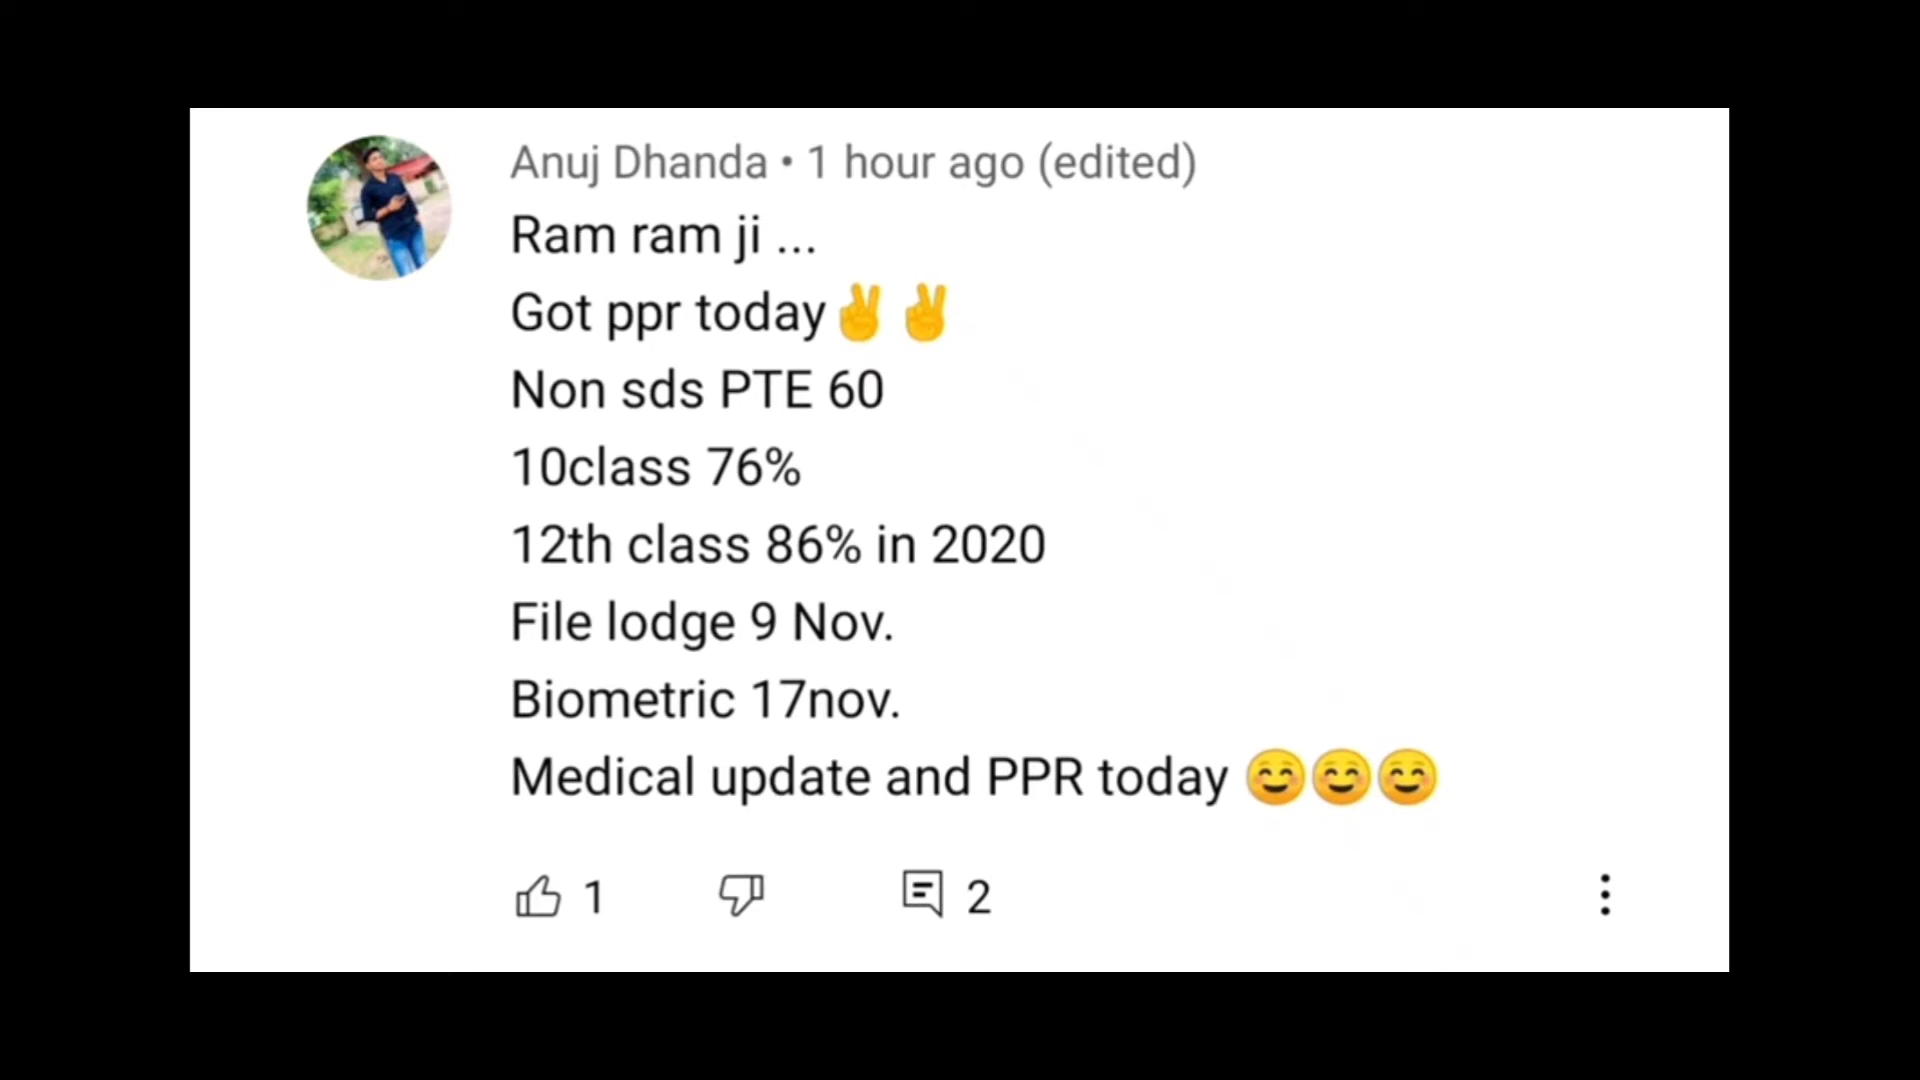 Anuj Dhanda • 1 hour ago (edited)
Ram ram ji ...
Got ppr today✌️✌️
Non sds PTE 60
10class 76%
12th class 86% in 2020
File lodge 9 Nov.
Biometric 17nov.
Medical update and PPR today ☺️☺️☺️
1 2